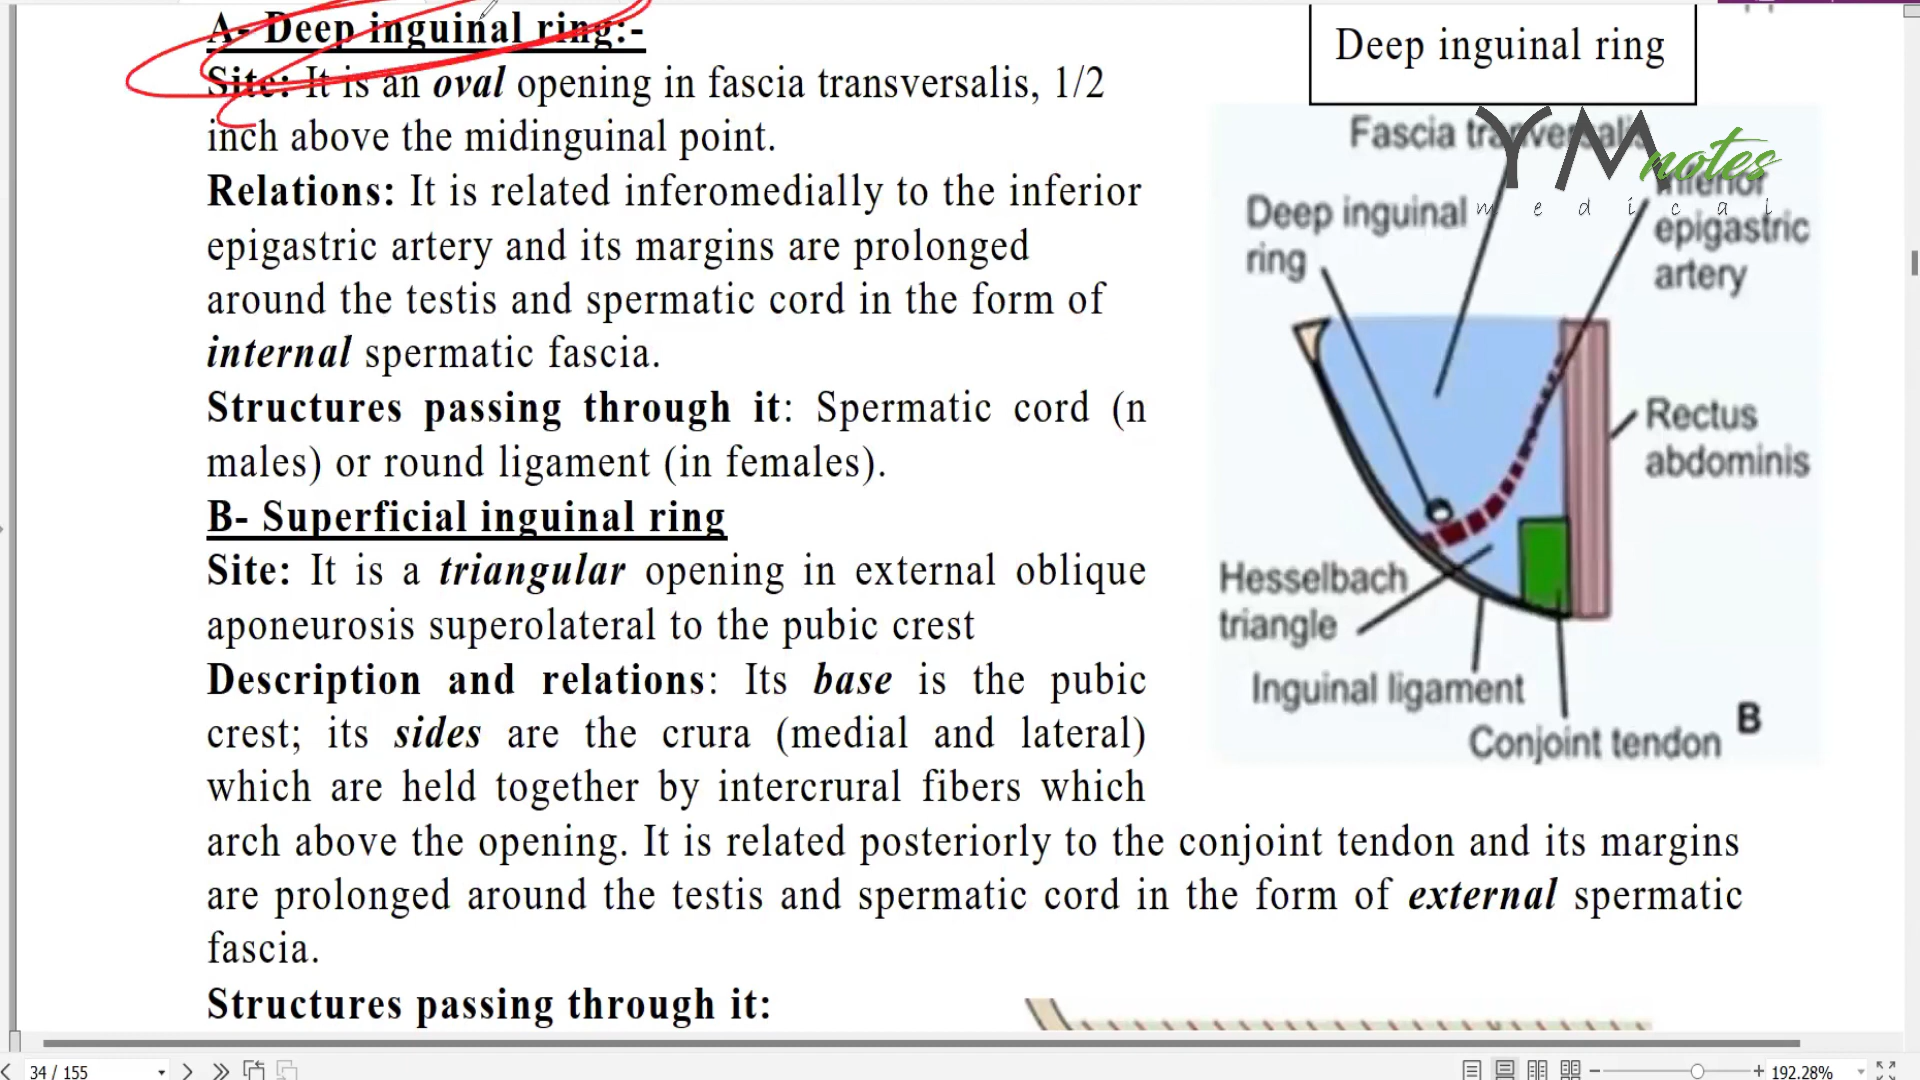 A- Deep inguinal ring:-
Site: It is an oval opening in fascia transversalis, 1/2
inch above the midinguinal point.
Relations: It is related inferomedially to the inferior
epigastric artery and its margins are prolonged
around the testis and spermatic cord in the form of
internal spermatic fascia.
Structures passing through it: Spermatic cord (n
males) or round ligament (in females).
B- Superficial inguinal ring
Site: It is a triangular opening in external oblique
aponeurosis superolateral to the pubic crest
Description and relations: Its base is the pubic
crest; its sides are the crura (medial and lateral)
which are held together by intercrural fibers which
arch above the opening. It is related posteriorly to the conjoint tendon and its margins
are prolonged around the testis and spermatic cord in the form of external spermatic
fascia.
Structures passing through it:
Deep inguinal ring
Fascia tranversalis
YM notes
medical
Deep inguinal
ring
Inferior
epigastric
artery
Rectus
abdominis
Hesselbach
triangle
Inguinal ligament
Conjoint tendon
B
34 / 155
192.28%